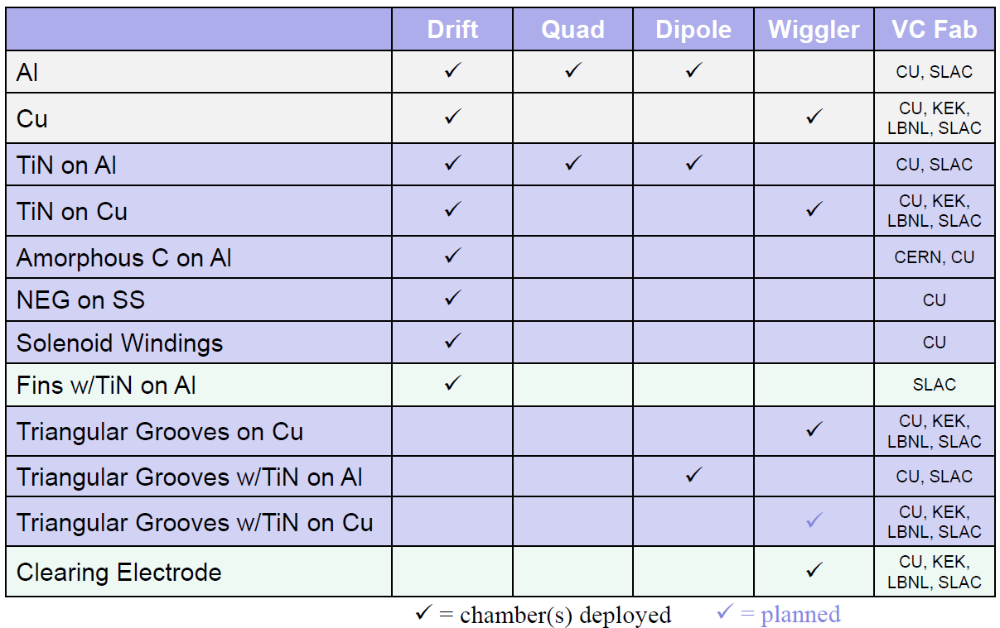 Drift Quad Dipole Wiggler VC Fab
Al ✓ ✓ ✓ CU, SLAC
Cu ✓ ✓ CU, KEK,
LBNL, SLAC
TiN on Al ✓ ✓ ✓ CU, SLAC
TiN on Cu ✓ ✓ CU, KEK,
LBNL, SLAC
Amorphous C on Al ✓ CERN, CU
NEG on SS ✓ CU
Solenoid Windings ✓ CU
Fins w/TiN on Al ✓ SLAC
Triangular Grooves on Cu ✓ CU, KEK,
LBNL, SLAC
Triangular Grooves w/TiN on Al ✓ CU, SLAC
Triangular Grooves w/TiN on Cu ✓ CU, KEK,
LBNL, SLAC
Clearing Electrode ✓ CU, KEK,
LBNL, SLAC
✓ = chamber(s) deployed ✓ = planned